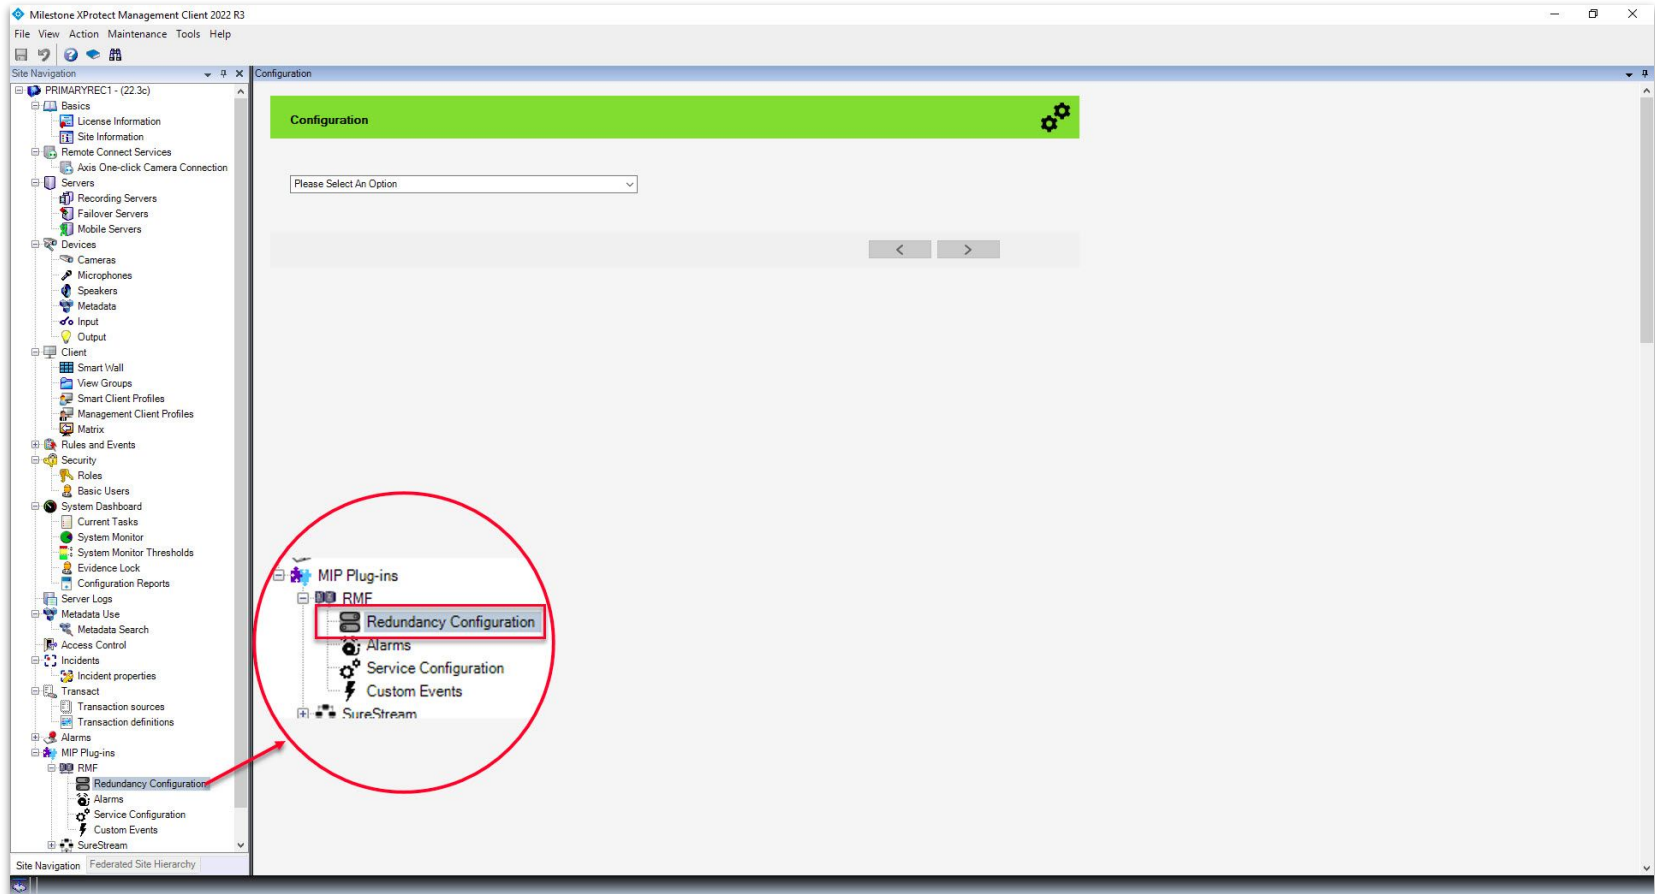 Milestone XProtect Management Client 2022 R3
File View Action Maintenance Tools Help
Site Navigation
Configuration
PRIMARYREC1 - (22.3c)
Basics
License Information
Site Information
Remote Connect Services
Axis One-click Camera Connection
Servers
Recording Servers
Failover Servers
Mobile Servers
Devices
Cameras
Microphones
Speakers
Metadata
Input
Output
Client
Smart Wall
View Groups
Smart Client Profiles
Management Client Profiles
Matrix
Rules and Events
Security
Roles
Basic Users
System Dashboard
Current Tasks
System Monitor
System Monitor Thresholds
Evidence Lock
Configuration Reports
Server Logs
Metadata Use
Metadata Search
Access Control
Incidents
Incident properties
Transact
Transaction sources
Transaction definitions
Alarms
MIP Plug-ins
RMF
Redundancy Configuration
Alarms
Service Configuration
Custom Events
SureStream
Site Navigation
Federated Site Hierarchy
Configuration
Please Select An Option
< >
MIP Plug-ins
RMF
Redundancy Configuration
Alarms
Service Configuration
Custom Events
SureStream